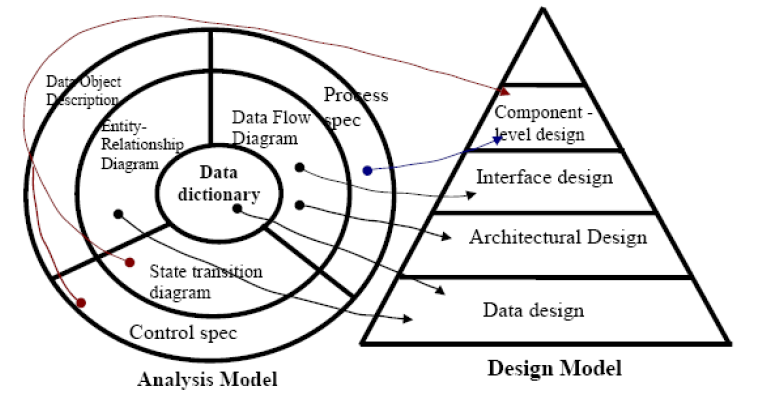 Data Object
Description
Entity-
Relationship
Diagram
Data Flow
Diagram
Process
spec
Data
dictionary
State transition
diagram
Control spec
Analysis Model
Component -
level design
Interface design
Architectural Design
Data design
Design Model